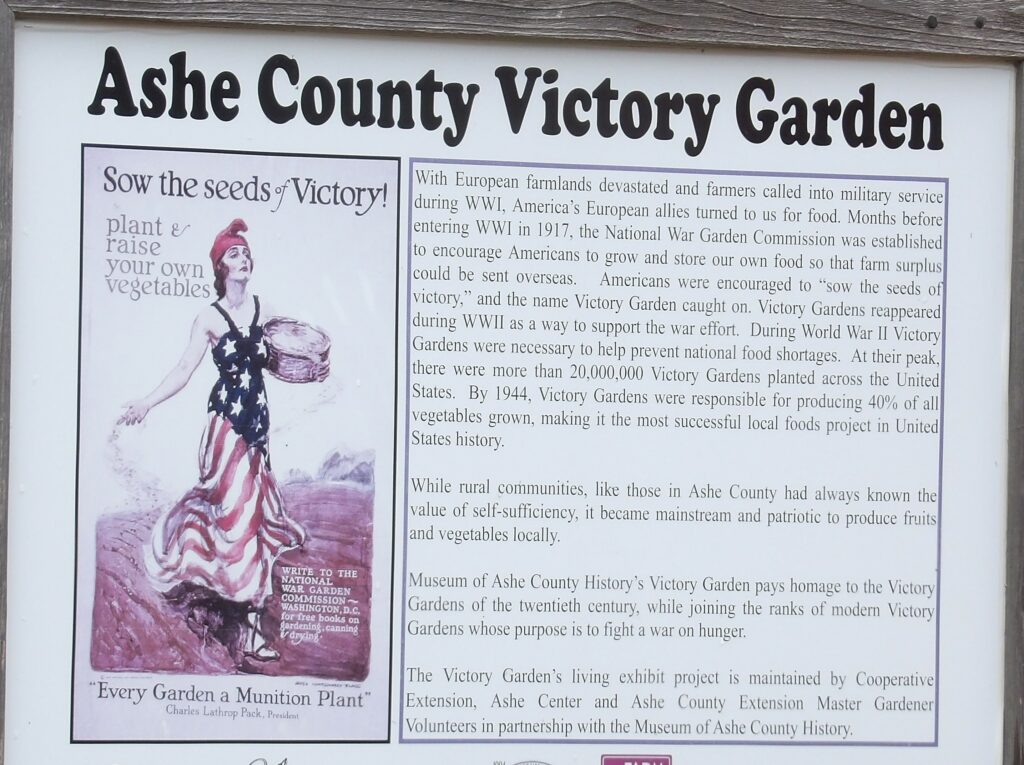 Ashe County Victory Garden
Sow the seeds of Victory!
plant &
raise
your own
vegetables
WRITE TO THE
NATIONAL
WAR GARDEN
COMMISSION ~
WASHINGTON, D.C.
for free books on
gardening, canning
& drying.
"Every Garden a Munition Plant"
Charles Lathrop Pack, President
With European farmlands devastated and farmers called into military service
during WWI, America's European allies turned to us for food. Months before
entering WWI in 1917, the National War Garden Commission was established
to encourage Americans to grow and store our own food so that farm surplus
could be sent overseas. Americans were encouraged to "sow the seeds of
victory," and the name Victory Garden caught on. Victory Gardens reappeared
during WWII as a way to support the war effort. During World War II Victory
Gardens were necessary to help prevent national food shortages. At their peak,
there were more than 20,000,000 Victory Gardens planted across the United
States. By 1944, Victory Gardens were responsible for producing 40% of all
vegetables grown, making it the most successful local foods project in United
States history.
While rural communities, like those in Ashe County had always known the
value of self-sufficiency, it became mainstream and patriotic to produce fruits
and vegetables locally.
Museum of Ashe County History's Victory Garden pays homage to the Victory
Gardens of the twentieth century, while joining the ranks of modern Victory
Gardens whose purpose is to fight a war on hunger.
The Victory Garden's living exhibit project is maintained by Cooperative
Extension, Ashe Center and Ashe County Extension Master Gardener
Volunteers in partnership with the Museum of Ashe County History.